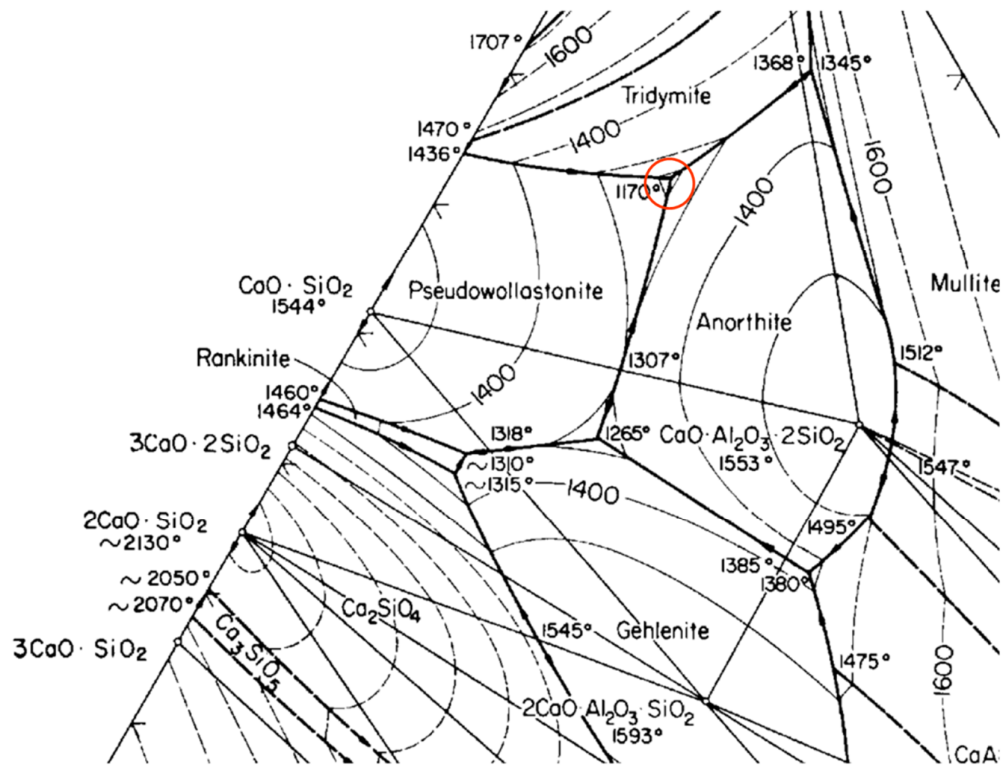 1707°
1600
1368°
1345°
Tridymite
1470°
1436°
1400
1600
1170°
1400
CaO·SiO₂
1544°
Pseudowollastonite
Mullite
Anorthite
Rankinite
1307°
1512°
1460°
1464°
1400
3CaO·2SiO₂
1318°
1265°
CaO·Al₂O₃·2SiO₂
1553°
~1310°
~1315°
1400
1547°
2CaO·SiO₂
~2130°
1495°
1385°
1380°
~2050°
~2070°
Ca₂SiO₄
3CaO·SiO₂
Ca₃SiO₅
1545°
Gehlenite
1475°
1600
2CaO·Al₂O₃·SiO₂
1593°
CaA